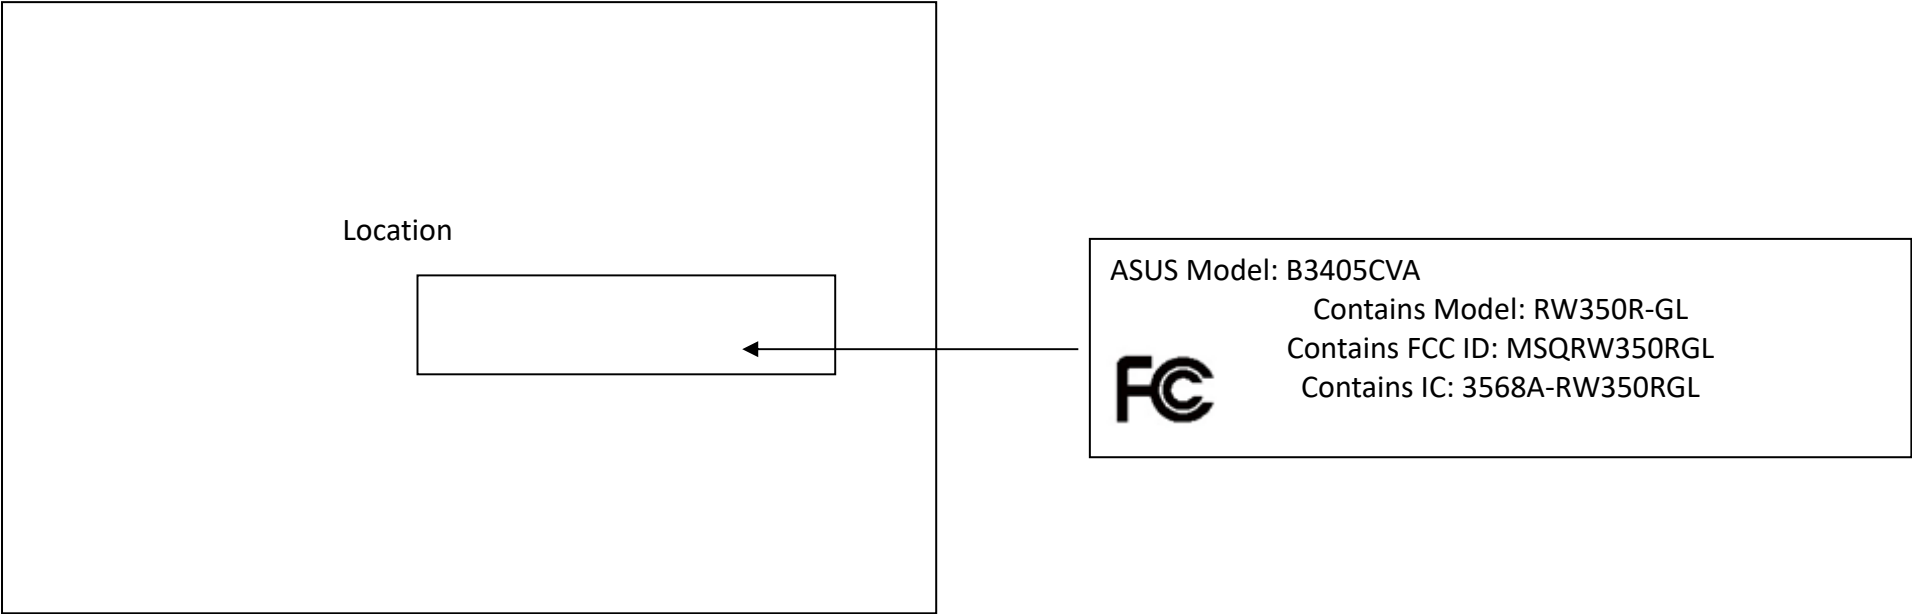 Location
ASUS Model: B3405CVA
Contains Model: RW350R-GL
Contains FCC ID: MSQRW350RGL
Contains IC: 3568A-RW350RGL
FC